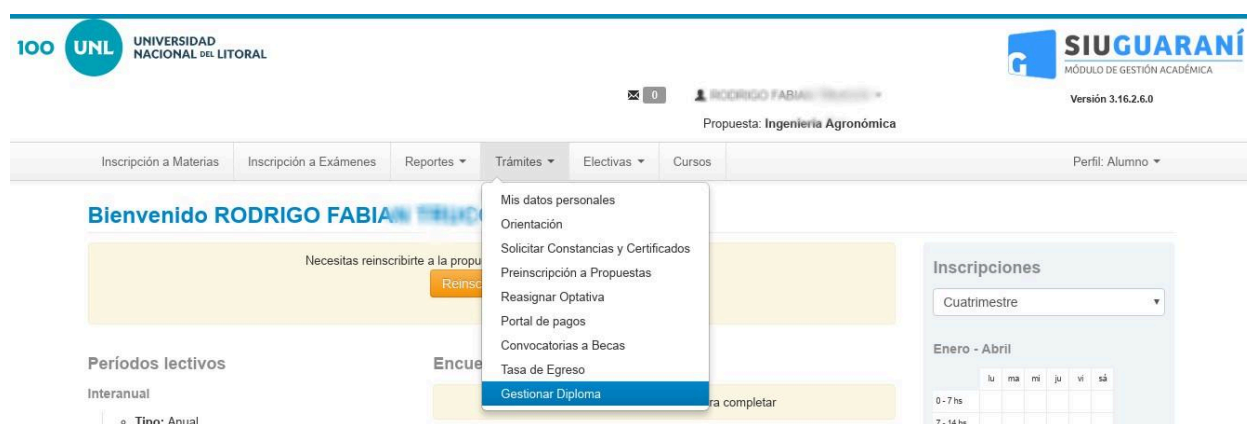 100 UNL UNIVERSIDAD
NACIONAL DEL LITORAL
G SIUGUARANÍ
MÓDULO DE GESTIÓN ACADÉMICA
0 RODRIGO FABIAN
Versión 3.16.2.6.0
Propuesta: Ingeniería Agronómica
Inscripción a Materias Inscripción a Exámenes Reportes Trámites Electivas Cursos Perfil: Alumno
Mis datos personales
Orientación
Solicitar Constancias y Certificados
Preinscripción a Propuestas
Reasignar Optativa
Portal de pagos
Convocatorias a Becas
Tasa de Egreso
Gestionar Diploma
Bienvenido RODRIGO FABIAN
Necesitas reinscribirte a la propu
Reinsc
Períodos lectivos
Interanual
Tipo: Anual
Encue
ra completar
Inscripciones
Cuatrimestre
Enero - Abril
lu ma mi ju vi sá
0 - 7 hs
7 - 14 hs